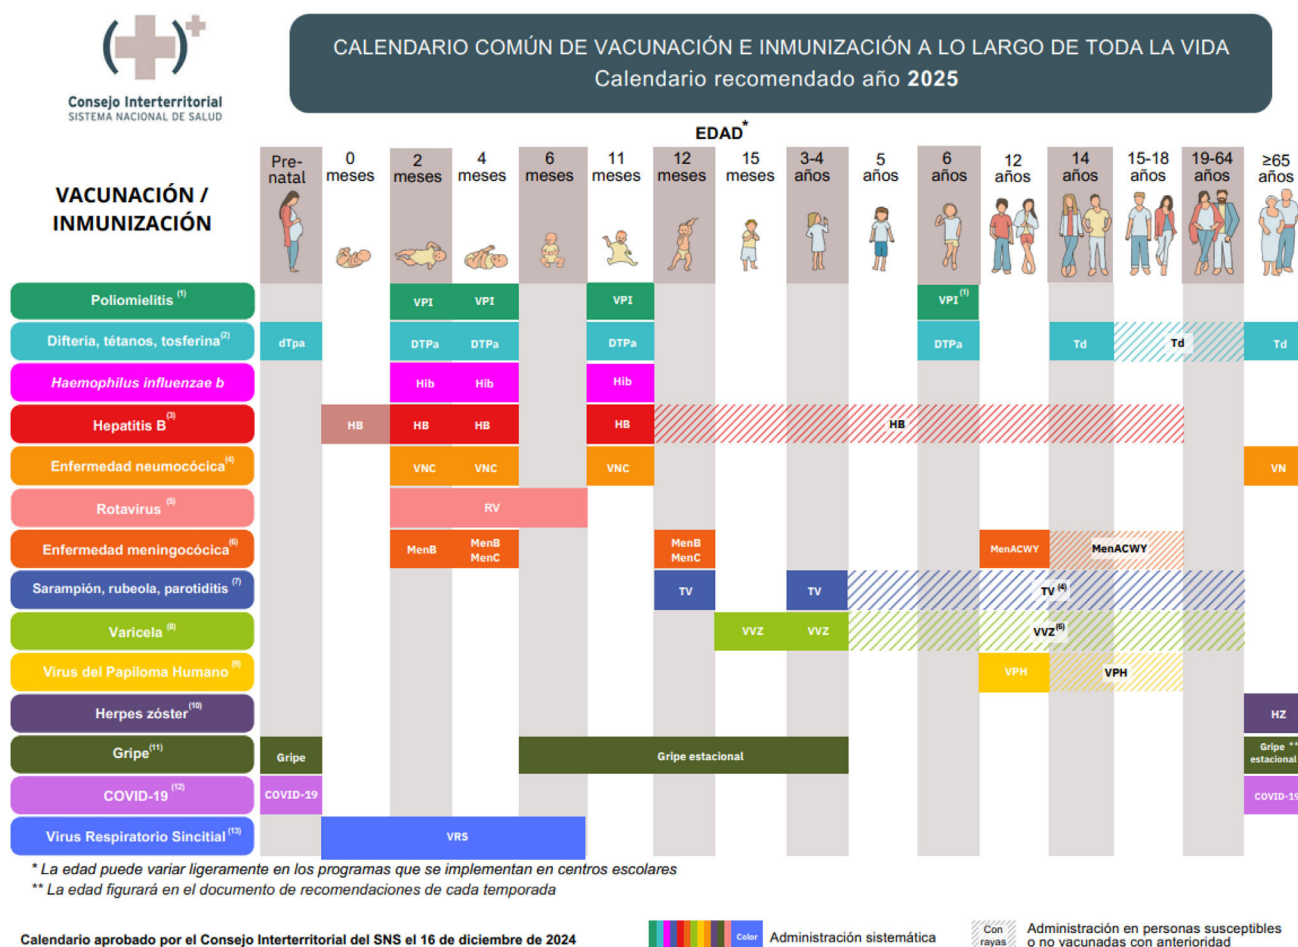 Consejo Interterritorial
SISTEMA NACIONAL DE SALUD
CALENDARIO COMÚN DE VACUNACIÓN E INMUNIZACIÓN A LO LARGO DE TODA LA VIDA
Calendario recomendado año 2025
EDAD*
VACUNACIÓN /
INMUNIZACIÓN
Pre-natal 0 meses 2 meses 4 meses 6 meses 11 meses 12 meses 15 meses 3-4 años 5 años 6 años 12 años 14 años 15-18 años 19-64 años ≥65 años
Poliomielitis (1) VPI VPI VPI VPI(1)
Difteria, tétanos, tosferina(2) dTpa DTPa DTPa DTPa DTPa Td Td Td
Haemophilus influenzae b Hib Hib Hib
Hepatitis B(3) HB HB HB HB HB
Enfermedad neumocócica(4) VNC VNC VNC VN
Rotavirus (5) RV
Enfermedad meningocócica(6) MenB MenB MenC MenB MenC MenACWY MenACWY
Sarampión, rubeola, parotiditis (7) TV TV TV (4)
Varicela (8) VVZ VVZ VVZ(6)
Virus del Papiloma Humano (9) VPH VPH
Herpes zóster(10) HZ
Gripe(11) Gripe Gripe estacional Gripe ** estacional
COVID-19 (12) COVID-19 COVID-19
Virus Respiratorio Sincitial (13) VRS
* La edad puede variar ligeramente en los programas que se implementan en centros escolares
** La edad figurará en el documento de recomendaciones de cada temporada
Calendario aprobado por el Consejo Interterritorial del SNS el 16 de diciembre de 2024
Color Administración sistemática
Con rayas Administración en personas susceptibles o no vacunadas con anterioridad